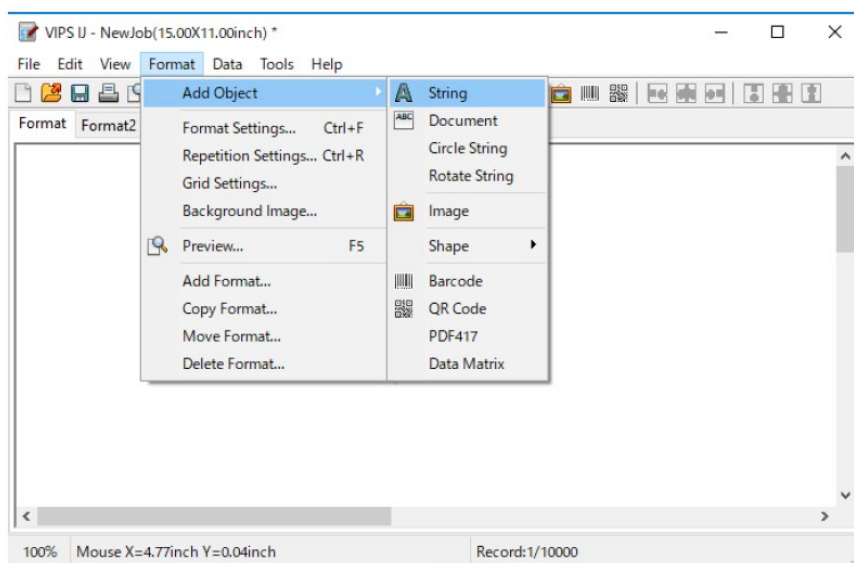 VIPS IJ - NewJob(15.00X11.00inch) *
File Edit View Format Data Tools Help
Format Format2
Add Object
Format Settings... Ctrl+F
Repetition Settings... Ctrl+R
Grid Settings...
Background Image...
Preview... F5
Add Format...
Copy Format...
Move Format...
Delete Format...
String
ABC Document
Circle String
Rotate String
Image
Shape
Barcode
QR Code
PDF417
Data Matrix
100% Mouse X=4.77inch Y=0.04inch Record:1/10000